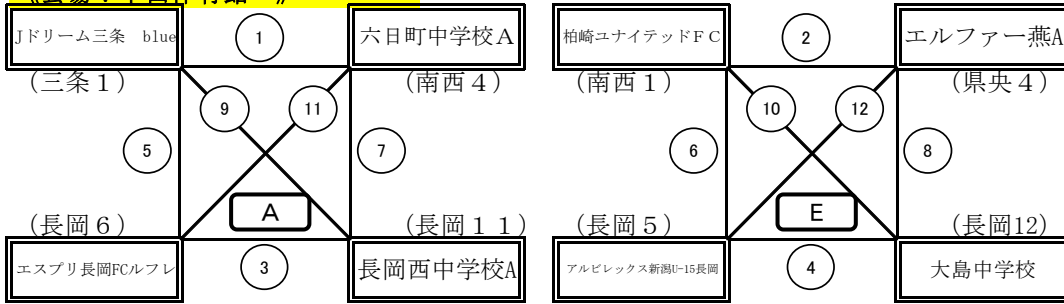 Jドリーム三条 blue ① 六日町中学校A 柏崎ユナイテッドFC ② エルファー燕A
(三条1) (南西4) (南西1) (県央4)
⑨ ⑪ ⑩ ⑫
⑤ ⑦ ⑥ ⑧
A E
(長岡6) (長岡11) (長岡5) (長岡12)
エスプリ長岡FCルフレ ③ 長岡西中学校A アルビレックス新潟U-15長岡 ④ 大島中学校